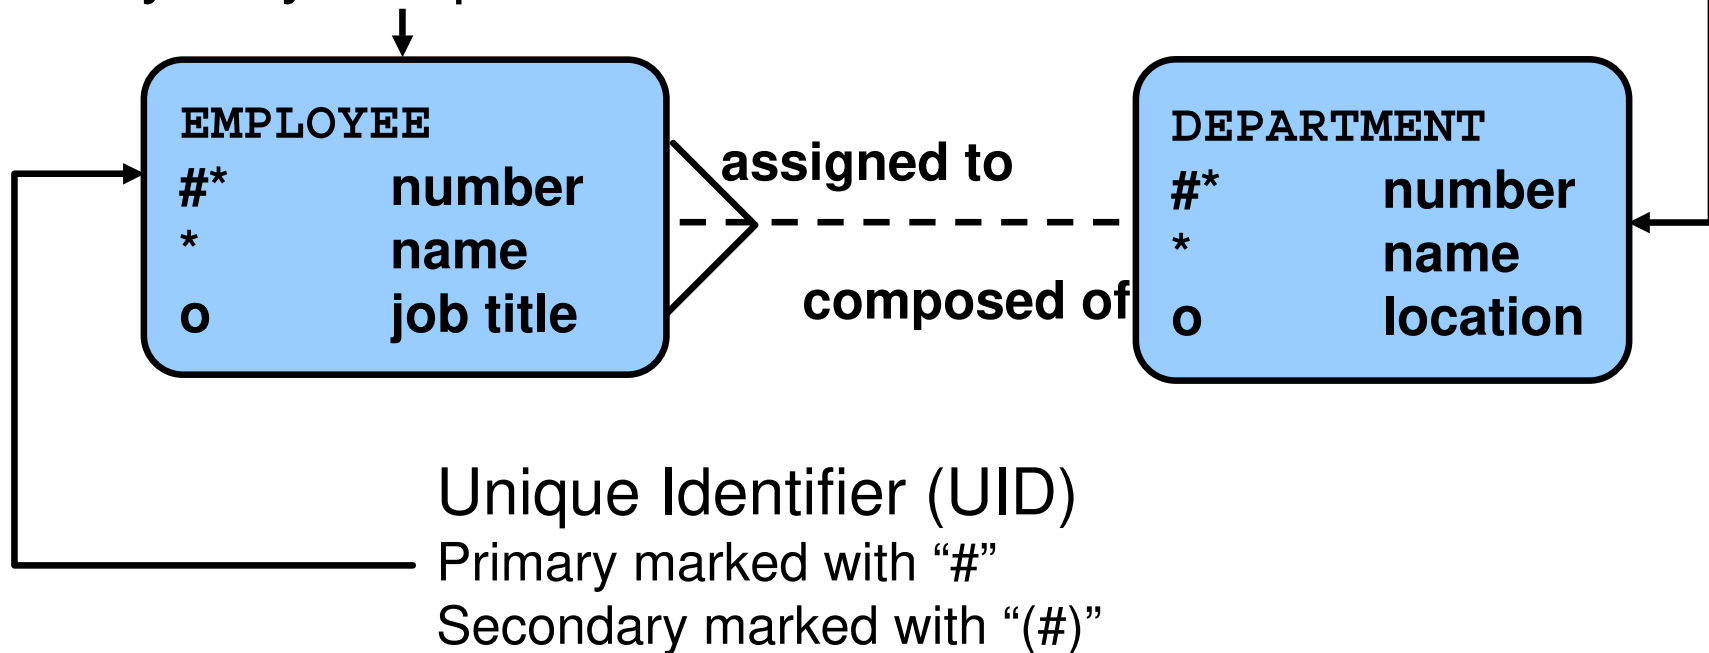 EMPLOYEE
#* number
* name
o job title
assigned to
composed of
DEPARTMENT
#* number
* name
o location
Unique Identifier (UID)
Primary marked with “#”
Secondary marked with “(#)”